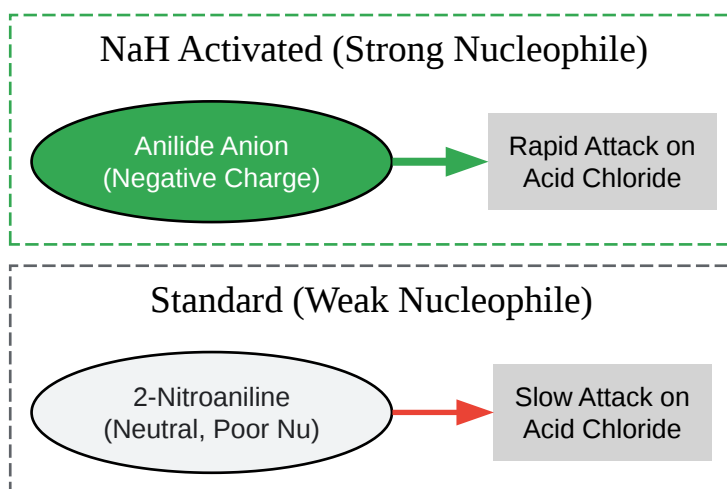 NaH Activated (Strong Nucleophile)
Anilide Anion
(Negative Charge)
Rapid Attack on
Acid Chloride
Standard (Weak Nucleophile)
2-Nitroaniline
(Neutral, Poor Nu)
Slow Attack on
Acid Chloride